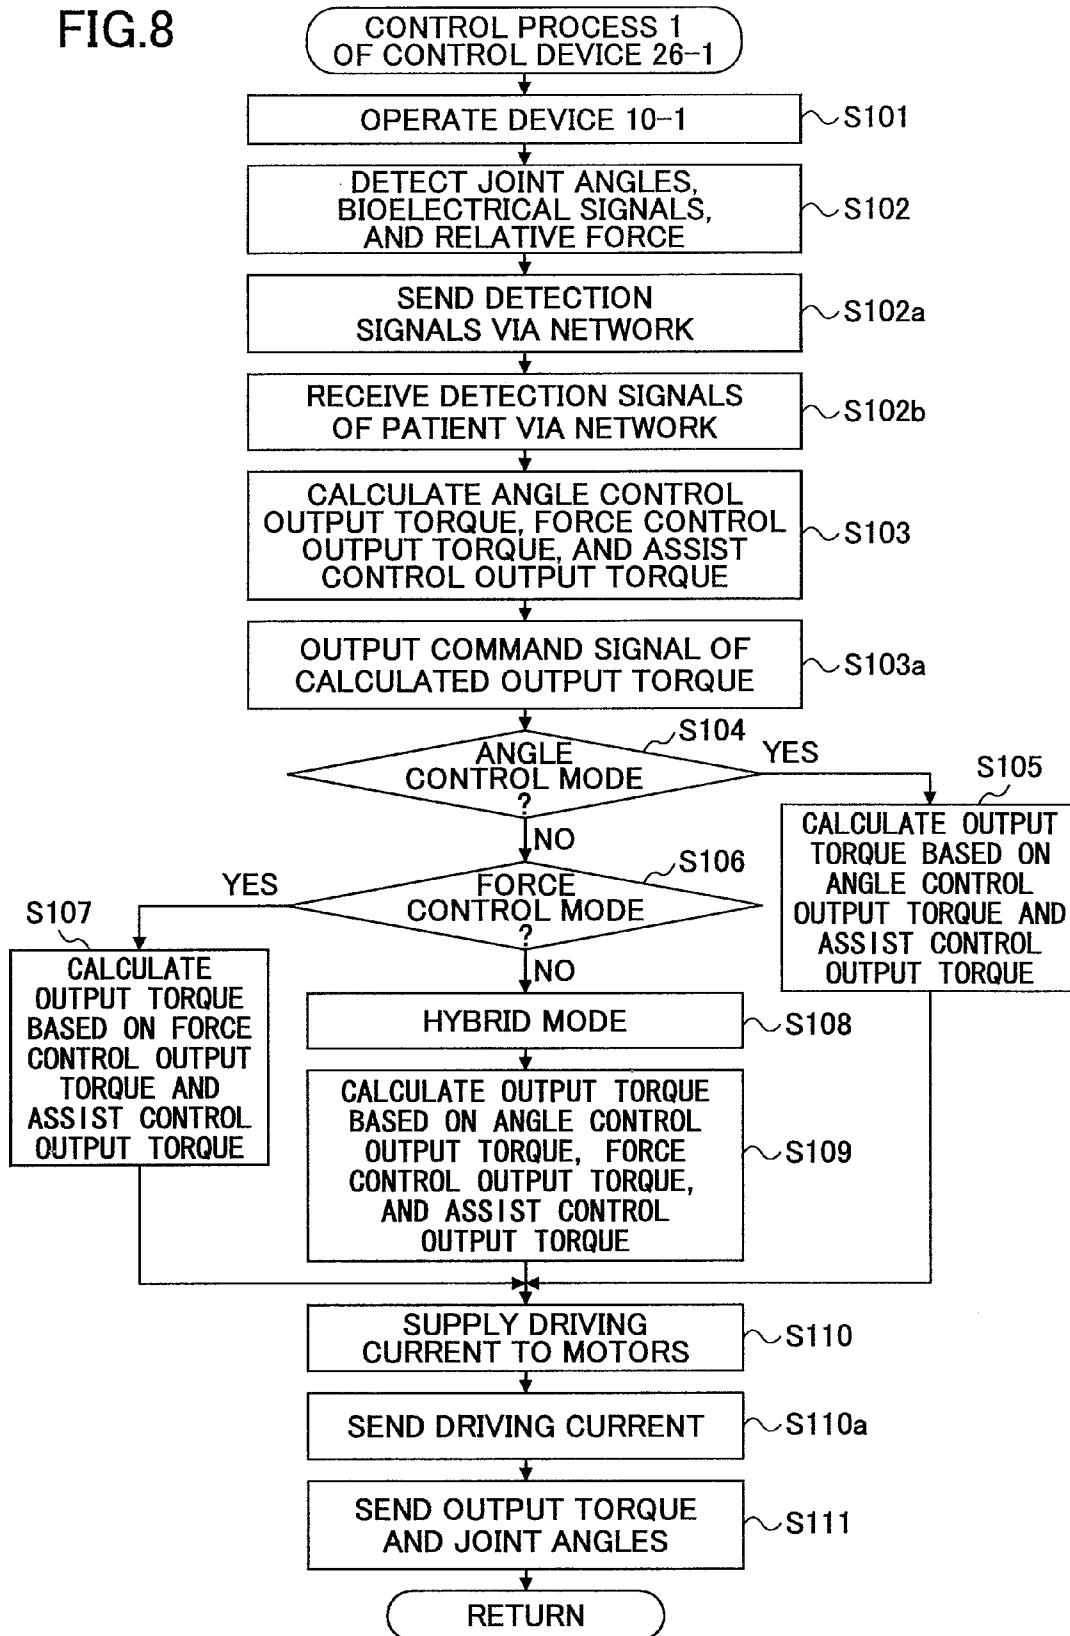 FIG.8
CONTROL PROCESS 1
OF CONTROL DEVICE 26-1
OPERATE DEVICE 10-1
S101
DETECT JOINT ANGLES,
BIOELECTRICAL SIGNALS,
AND RELATIVE FORCE
S102
SEND DETECTION
SIGNALS VIA NETWORK
S102a
RECEIVE DETECTION SIGNALS
OF PATIENT VIA NETWORK
S102b
CALCULATE ANGLE CONTROL
OUTPUT TORQUE, FORCE CONTROL
OUTPUT TORQUE, AND ASSIST
CONTROL OUTPUT TORQUE
S103
OUTPUT COMMAND SIGNAL OF
CALCULATED OUTPUT TORQUE
S103a
ANGLE
CONTROL MODE
?
S104
YES
NO
S105
CALCULATE OUTPUT
TORQUE BASED ON
ANGLE CONTROL
OUTPUT TORQUE AND
ASSIST CONTROL
OUTPUT TORQUE
FORCE
CONTROL MODE
?
S106
YES
NO
S107
CALCULATE
OUTPUT TORQUE
BASED ON FORCE
CONTROL OUTPUT
TORQUE AND
ASSIST CONTROL
OUTPUT TORQUE
HYBRID MODE
S108
CALCULATE OUTPUT TORQUE
BASED ON ANGLE CONTROL
OUTPUT TORQUE, FORCE
CONTROL OUTPUT TORQUE,
AND ASSIST CONTROL
OUTPUT TORQUE
S109
SUPPLY DRIVING
CURRENT TO MOTORS
S110
SEND DRIVING CURRENT
S110a
SEND OUTPUT TORQUE
AND JOINT ANGLES
S111
RETURN